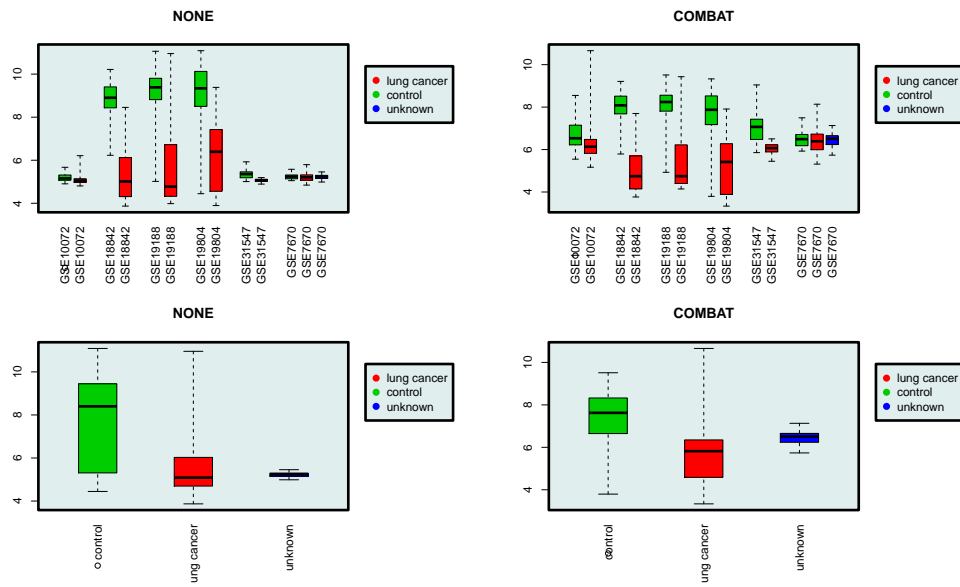 NONE
10
8
6
4
lung cancer
control
unknown
GSE10072
GSE10072
GSE18842
GSE18842
GSE19188
GSE19188
GSE19804
GSE19804
GSE31547
GSE31547
GSE7670
GSE7670
GSE7670
COMBAT
10
8
6
4
lung cancer
control
unknown
GSE10072
GSE10072
GSE18842
GSE18842
GSE19188
GSE19188
GSE19804
GSE19804
GSE31547
GSE31547
GSE7670
GSE7670
GSE7670
NONE
10
8
6
4
lung cancer
control
unknown
control
ung cancer
unknown
COMBAT
10
8
6
4
lung cancer
control
unknown
control
ung cancer
unknown